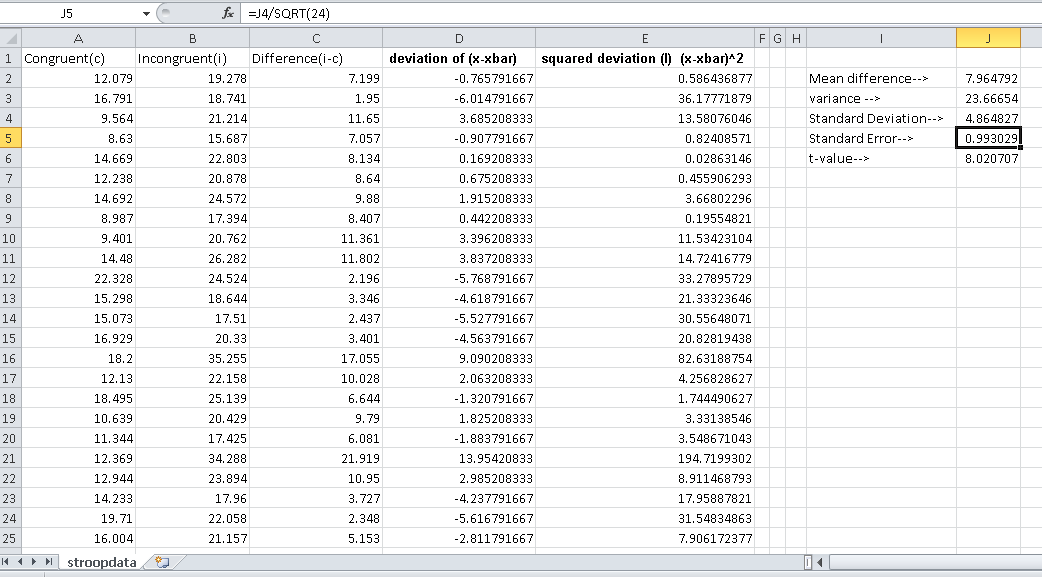 J5 fx =J4/SQRT(24)
A B C D E F G H I J
1 Congruent(c) Incongruent(i) Difference(i-c) deviation of (x-xbar) squared deviation (I) (x-xbar)^2
2 12.079 19.278 7.199 -0.765791667 0.586436877 Mean difference--> 7.964792
3 16.791 18.741 1.95 -6.014791667 36.17771879 variance --> 23.66654
4 9.564 21.214 11.65 3.685208333 13.58076046 Standard Deviation--> 4.864827
5 8.63 15.687 7.057 -0.907791667 0.82408571 Standard Error--> 0.993029
6 14.669 22.803 8.134 0.169208333 0.02863146 t-value--> 8.020707
7 12.238 20.878 8.64 0.675208333 0.455906293
8 14.692 24.572 9.88 1.915208333 3.66802296
9 8.987 17.394 8.407 0.442208333 0.19554821
10 9.401 20.762 11.361 3.396208333 11.53423104
11 14.48 26.282 11.802 3.837208333 14.72416779
12 22.328 24.524 2.196 -5.768791667 33.27895729
13 15.298 18.644 3.346 -4.618791667 21.33323646
14 15.073 17.51 2.437 -5.527791667 30.55648071
15 16.929 20.33 3.401 -4.563791667 20.82819438
16 18.2 35.255 17.055 9.090208333 82.63188754
17 12.13 22.158 10.028 2.063208333 4.256828627
18 18.495 25.139 6.644 -1.320791667 1.744490627
19 10.639 20.429 9.79 1.825208333 3.33138546
20 11.344 17.425 6.081 -1.883791667 3.548671043
21 12.369 34.288 21.919 13.95420833 194.7199302
22 12.944 23.894 10.95 2.985208333 8.911468793
23 14.233 17.96 3.727 -4.237791667 17.95887821
24 19.71 22.058 2.348 -5.616791667 31.54834863
25 16.004 21.157 5.153 -2.811791667 7.906172377
stroopdata